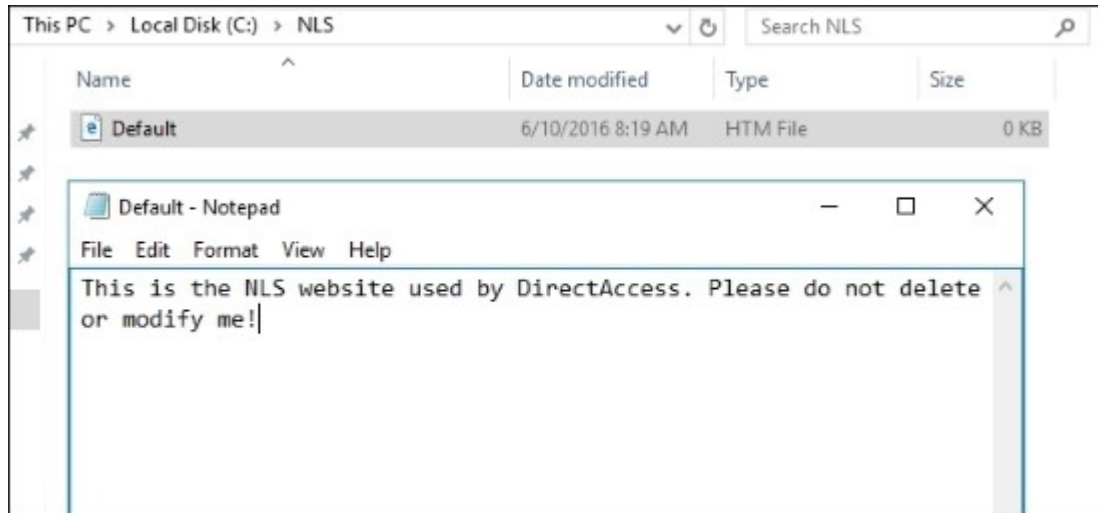 This PC > Local Disk (C:) > NLS
Search NLS
Name Date modified Type Size
Default 6/10/2016 8:19 AM HTM File 0 KB
Default - Notepad
File Edit Format View Help
This is the NLS website used by DirectAccess. Please do not delete
or modify me!